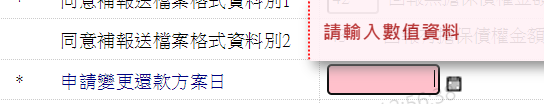 同意補報送檔案格式資料別1
同意補報送檔案格式資料別2
請輸入數值資料
* 申請變更還款方案日